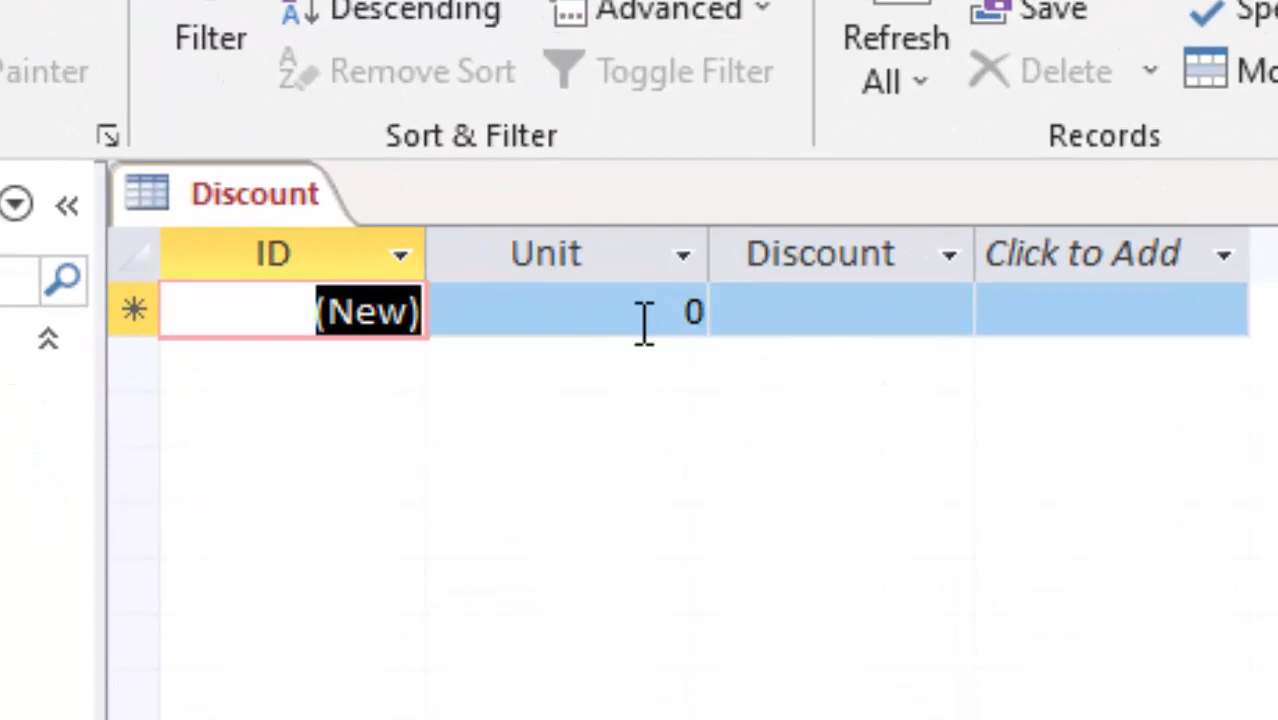 Descending
Advanced
Save
Filter
Refresh
Painter
Remove Sort
Toggle Filter
All
Delete
Sort & Filter
Records
Discount
ID
Unit
Discount
Click to Add
(New)
0